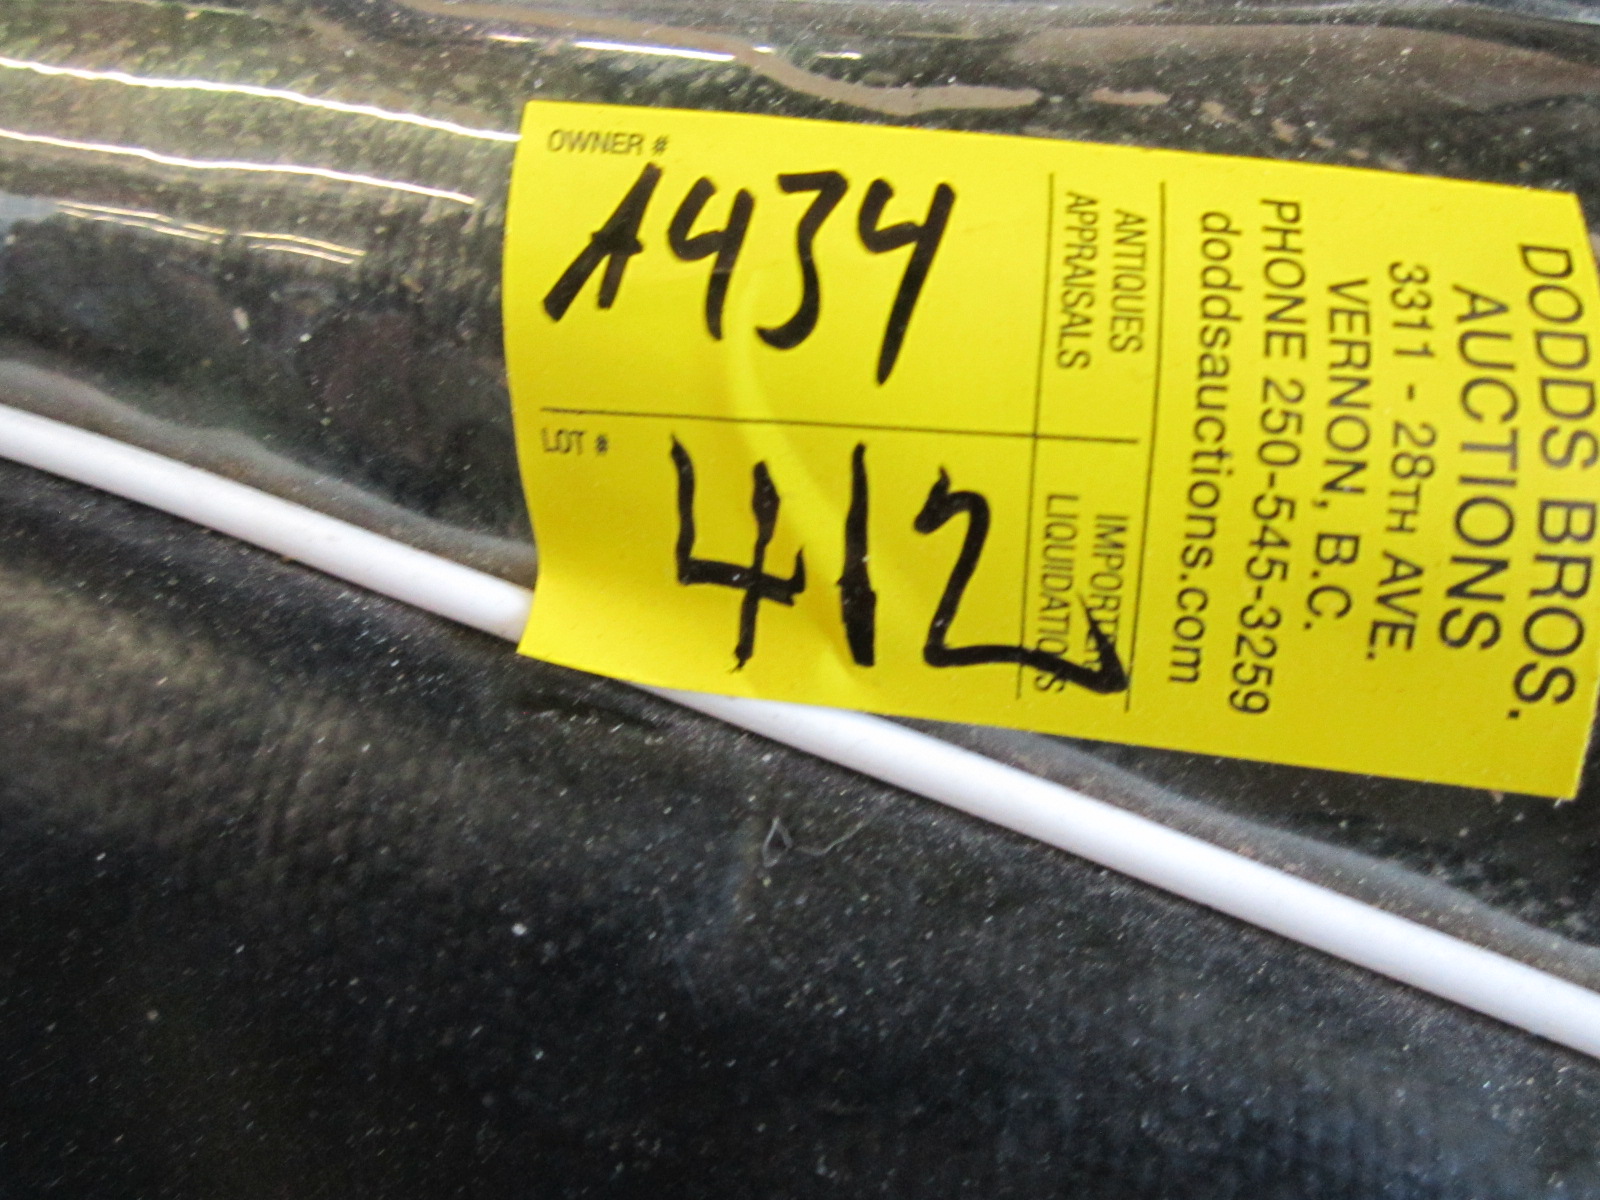 DODDS BROS.
AUCTIONS
3311 - 28TH AVE.
VERNON, B.C.
PHONE 250-545-3259
doddsauctions.com
ANTIQUES
APPRAISALS
LIQUIDATIONS
OWNER #
A434
LOT #
412